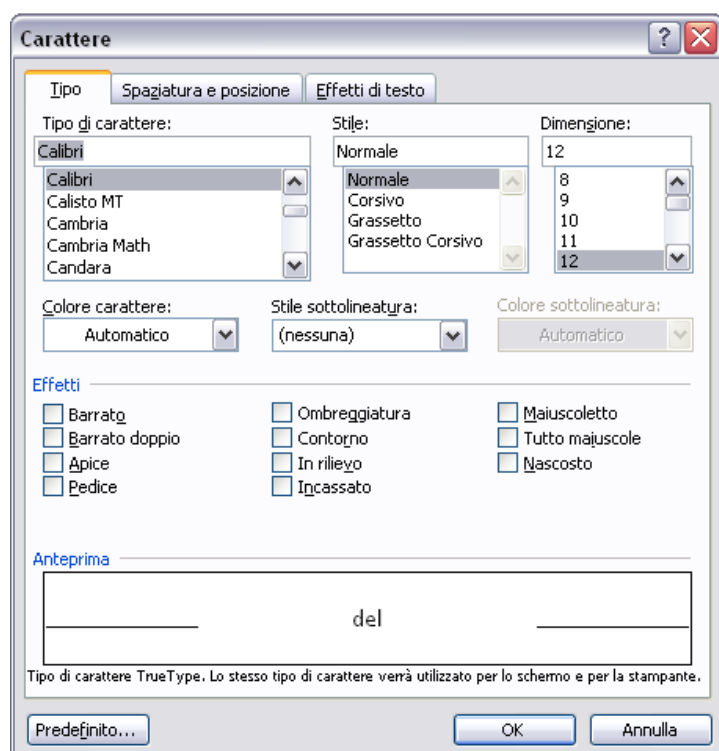 Carattere
Tipo Spaziatura e posizione Effetti di testo
Tipo di carattere: Stile: Dimensione:
Calibri Normale 12
Calibri Normale 8
Calisto MT Corsivo 9
Cambria Grassetto 10
Cambria Math Grassetto Corsivo 11
Candara 12
Colore carattere: Stile sottolineatura: Colore sottolineatura:
Automatico (nessuna) Automatico
Effetti
Barrato Ombreggiatura Maiuscoletto
Barrato doppio Contorno Tutto maiuscole
Apice In rilievo Nascosto
Pedice Incassato
Anteprima
del
Tipo di carattere TrueType. Lo stesso tipo di carattere verrà utilizzato per lo schermo e per la stampante.
Predefinito... OK Annulla